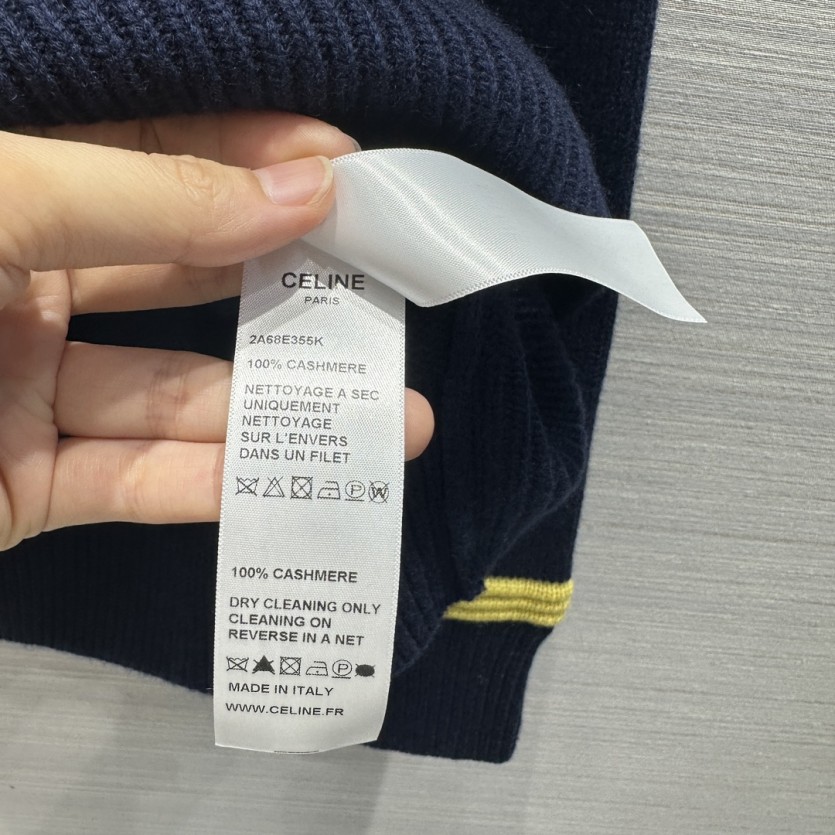 CELINE
PARIS
2A68E355K
100% CASHMERE
NETTOYAGE A SEC
UNIQUEMENT
NETTOYAGE
SUR L'ENVERS
DANS UN FILET
P W
100% CASHMERE
DRY CLEANING ONLY
CLEANING ON
REVERSE IN A NET
P
MADE IN ITALY
WWW.CELINE.FR